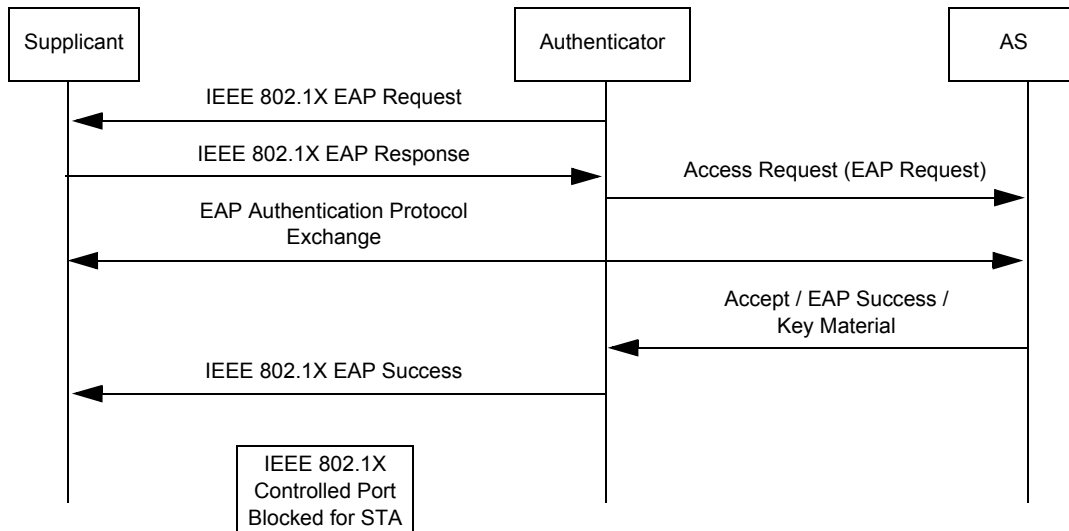 Supplicant
Authenticator
AS
IEEE 802.1X EAP Request
IEEE 802.1X EAP Response
Access Request (EAP Request)
EAP Authentication Protocol
Exchange
Accept / EAP Success /
Key Material
IEEE 802.1X EAP Success
IEEE 802.1X
Controlled Port
Blocked for STA